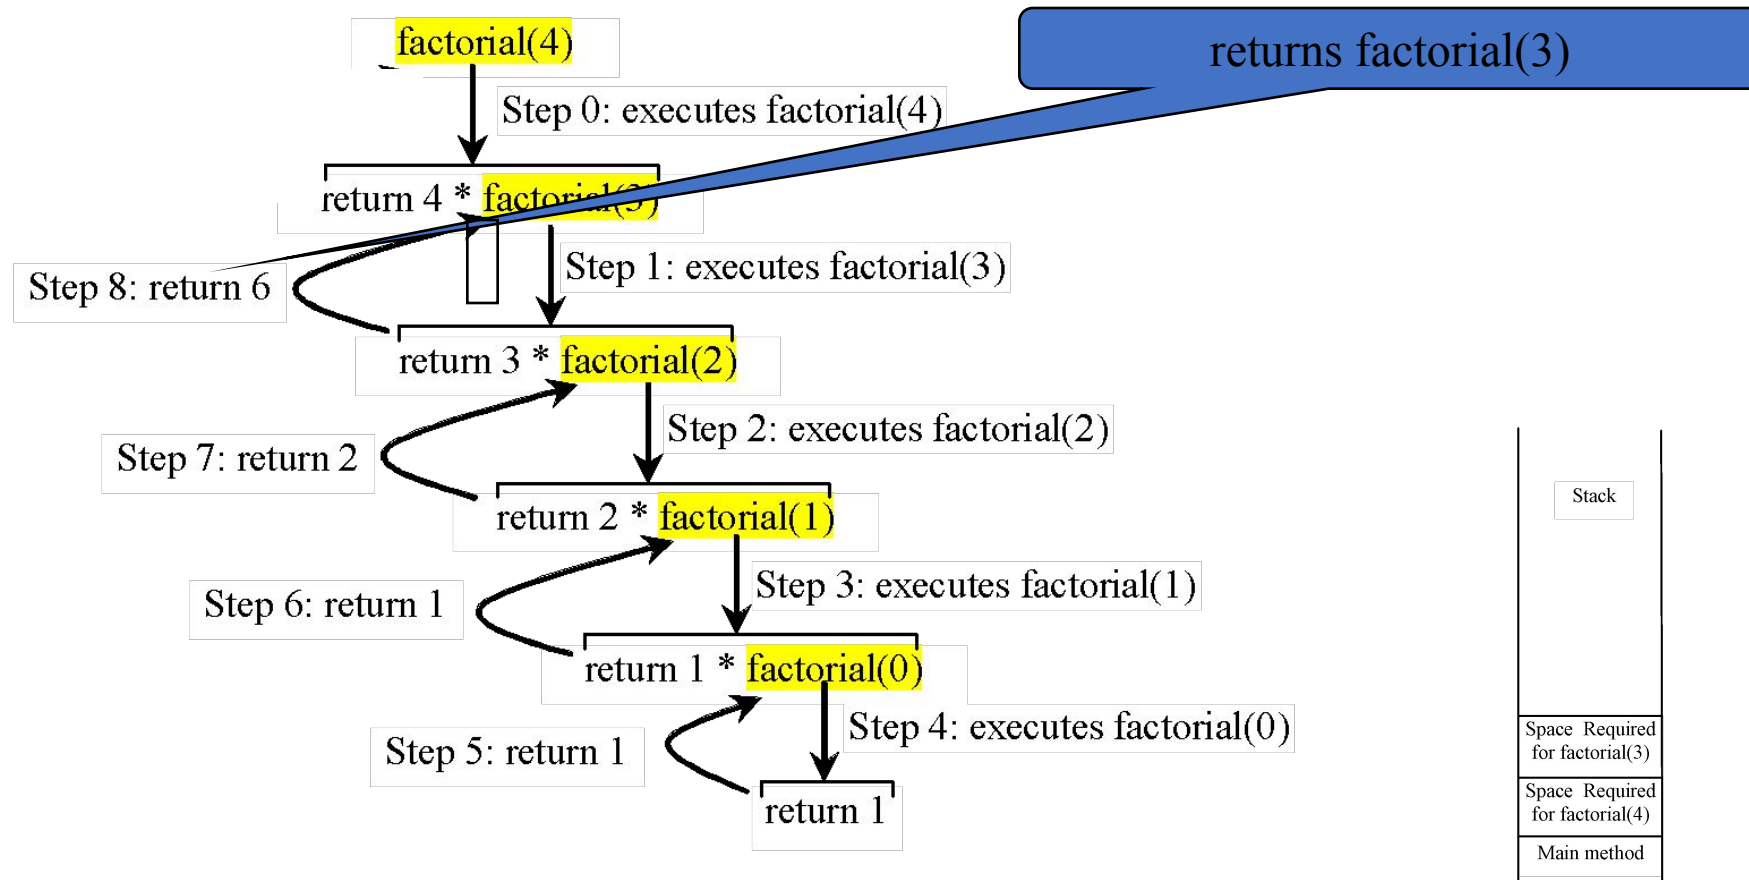 factorial(4)
returns factorial(3)
Step 0: executes factorial(4)
return 4 * factorial(3)
Step 1: executes factorial(3)
Step 8: return 6
return 3 * factorial(2)
Step 2: executes factorial(2)
Step 7: return 2
return 2 * factorial(1)
Step 3: executes factorial(1)
Step 6: return 1
return 1 * factorial(0)
Step 4: executes factorial(0)
Step 5: return 1
return 1
Stack
Space Required
for factorial(3)
Space Required
for factorial(4)
Main method